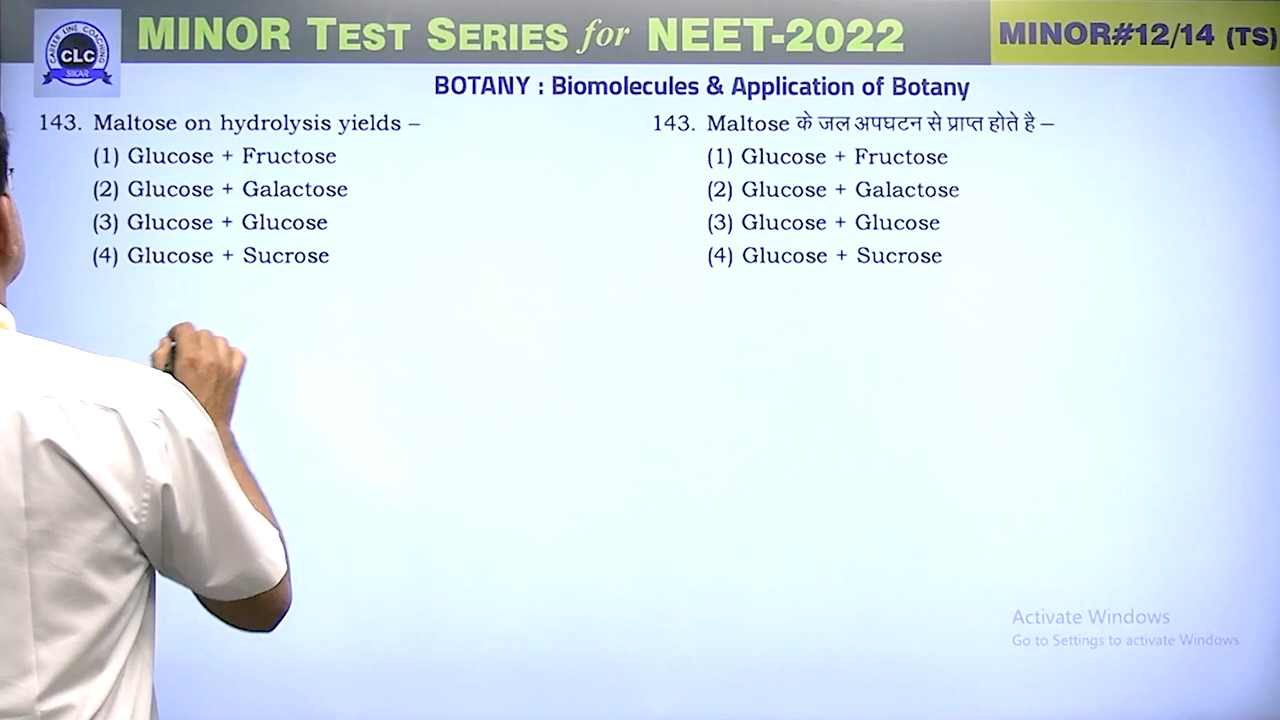 CAREER LINE COACHING
CLC
SIKAR
MINOR TEST SERIES for NEET-2022
MINOR#12/14 (TS)
BOTANY : Biomolecules & Application of Botany
143. Maltose on hydrolysis yields –
(1) Glucose + Fructose
(2) Glucose + Galactose
(3) Glucose + Glucose
(4) Glucose + Sucrose
143. Maltose के जल अपघटन से प्राप्त होते है –
(1) Glucose + Fructose
(2) Glucose + Galactose
(3) Glucose + Glucose
(4) Glucose + Sucrose
Activate Windows
Go to Settings to activate Windows.